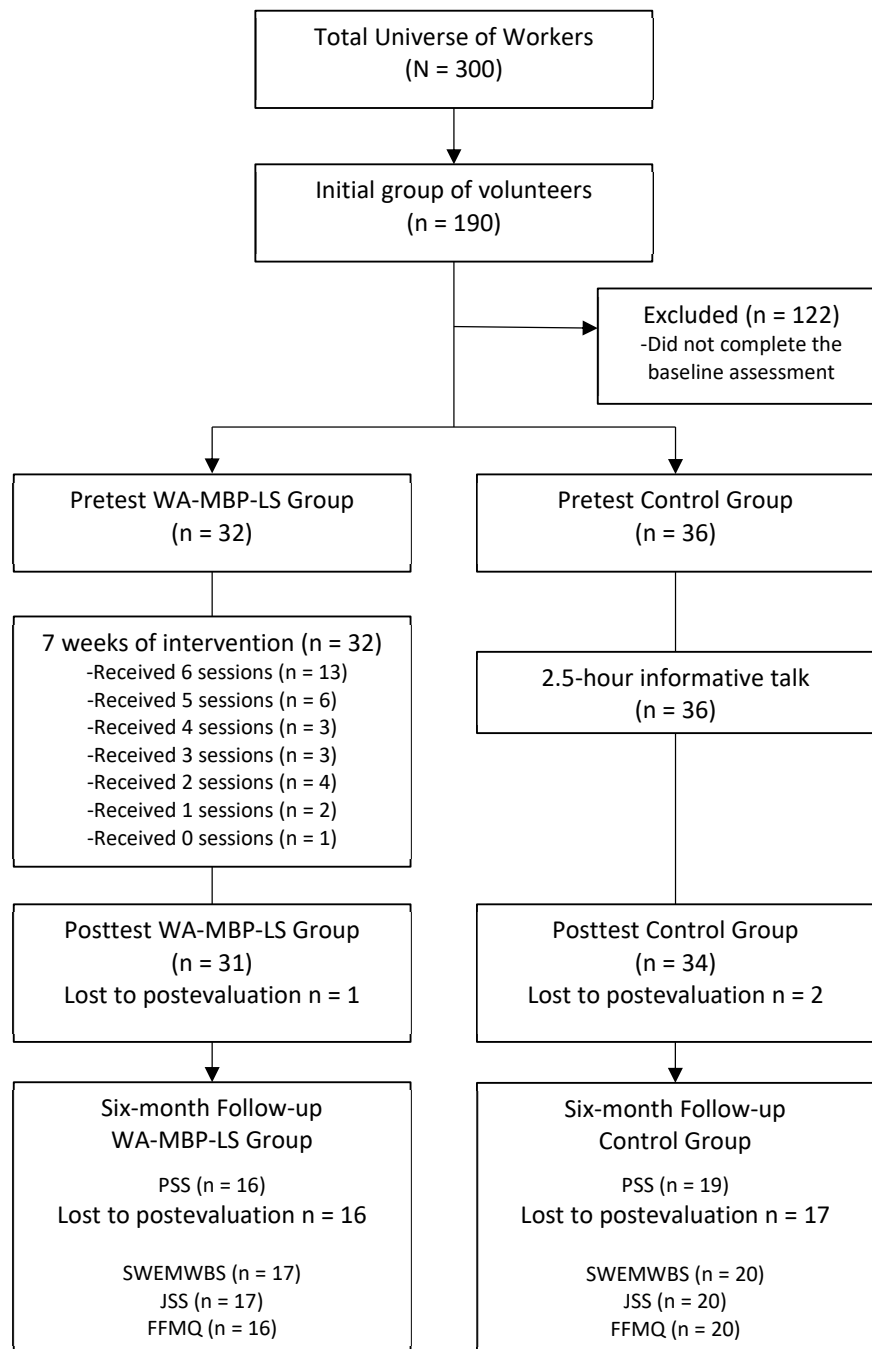 Total Universe of Workers
(N = 300)
Initial group of volunteers
(n = 190)
Excluded (n = 122)
-Did not complete the
baseline assessment
Pretest WA-MBP-LS Group
(n = 32)
Pretest Control Group
(n = 36)
7 weeks of intervention (n = 32)
-Received 6 sessions (n = 13)
-Received 5 sessions (n = 6)
-Received 4 sessions (n = 3)
-Received 3 sessions (n = 3)
-Received 2 sessions (n = 4)
-Received 1 sessions (n = 2)
-Received 0 sessions (n = 1)
2.5-hour informative talk
(n = 36)
Posttest WA-MBP-LS Group
(n = 31)
Lost to postevaluation n = 1
Posttest Control Group
(n = 34)
Lost to postevaluation n = 2
Six-month Follow-up
WA-MBP-LS Group
PSS (n = 16)
Lost to postevaluation n = 16
SWEMWBS (n = 17)
JSS (n = 17)
FFMQ (n = 16)
Six-month Follow-up
Control Group
PSS (n = 19)
Lost to postevaluation n = 17
SWEMWBS (n = 20)
JSS (n = 20)
FFMQ (n = 20)